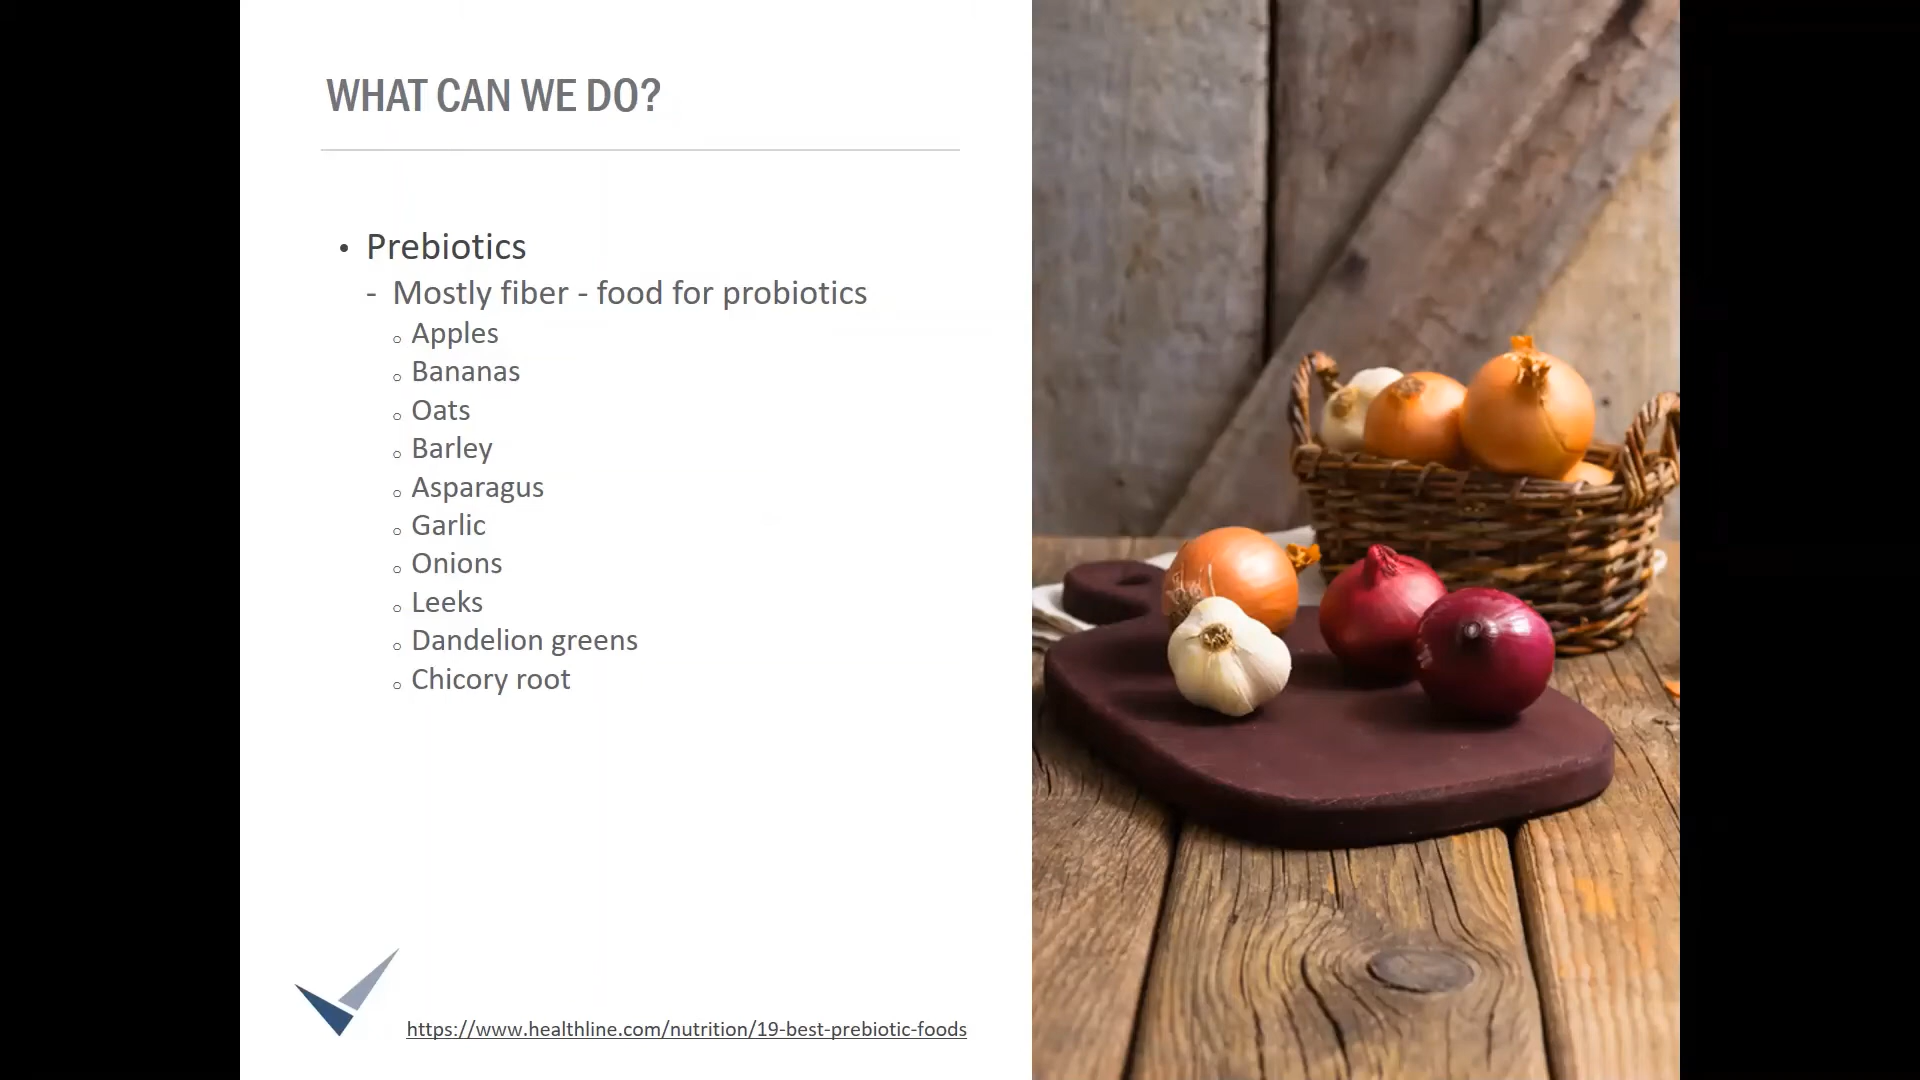 WHAT CAN WE DO?
• Prebiotics
- Mostly fiber - food for probiotics
○ Apples
○ Bananas
○ Oats
○ Barley
○ Asparagus
○ Garlic
○ Onions
○ Leeks
○ Dandelion greens
○ Chicory root
https://www.healthline.com/nutrition/19-best-prebiotic-foods